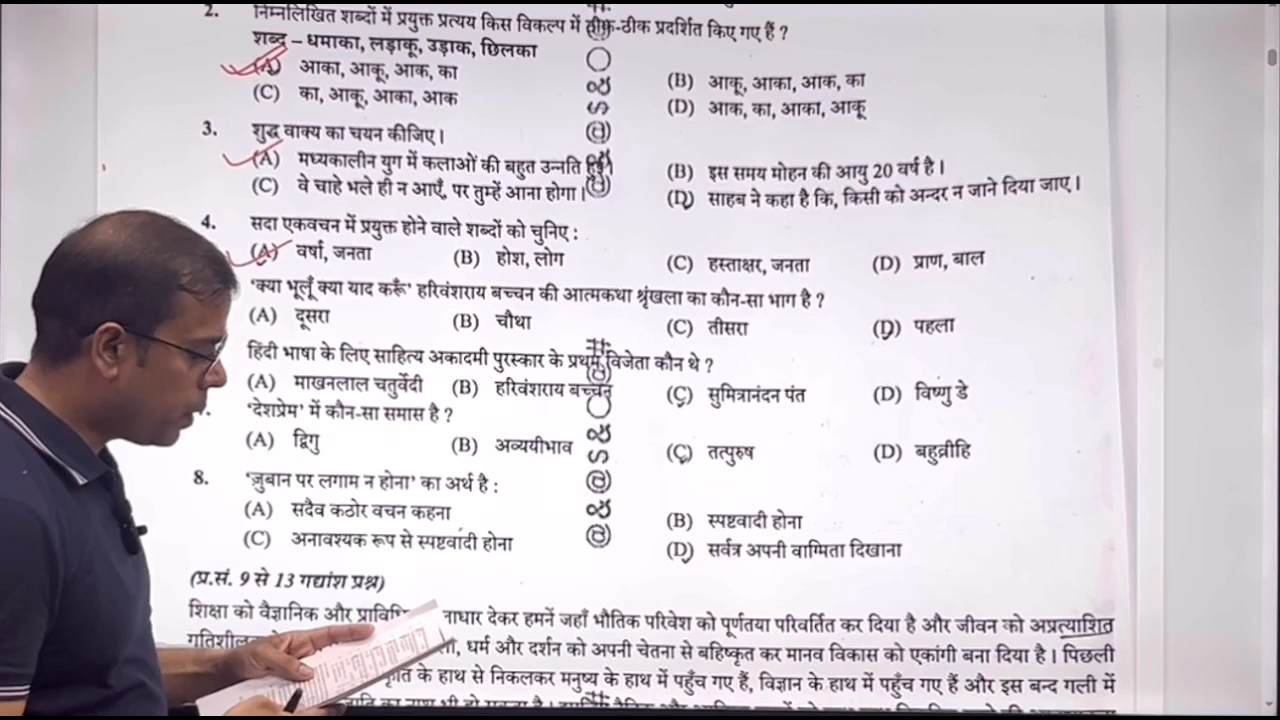 2. निम्नलिखित शब्दों में प्रयुक्त प्रत्यय किस विकल्प में ठीक-ठीक प्रदर्शित किए गए हैं ?
शब्द – धमाका, लड़ाकू, उड़ाक, छिलका
(A) आका, आकू, आक, का (B) आकू, आका, आक, का
(C) का, आकू, आका, आक (D) आक, का, आका, आकू
3. शुद्ध वाक्य का चयन कीजिए।
(A) मध्यकालीन युग में कलाओं की बहुत उन्नति हुई। (B) इस समय मोहन की आयु 20 वर्ष है।
(C) वे चाहे भले ही न आएँ, पर तुम्हें आना होगा। (D) साहब ने कहा है कि, किसी को अन्दर न जाने दिया जाए।
4. सदा एकवचन में प्रयुक्त होने वाले शब्दों को चुनिए :
(A) वर्षा, जनता (B) होश, लोग (C) हस्ताक्षर, जनता (D) प्राण, बाल
‘क्या भूलूँ क्या याद करूँ’ हरिवंशराय बच्चन की आत्मकथा श्रृंखला का कौन-सा भाग है ?
(A) दूसरा (B) चौथा (C) तीसरा (D) पहला
हिंदी भाषा के लिए साहित्य अकादमी पुरस्कार के प्रथम विजेता कौन थे ?
(A) माखनलाल चतुर्वेदी (B) हरिवंशराय बच्चन (C) सुमित्रानंदन पंत (D) विष्णु डे
‘देशप्रेम’ में कौन-सा समास है ?
(A) द्विगु (B) अव्ययीभाव (C) तत्पुरुष (D) बहुव्रीहि
8. ‘ज़ुबान पर लगाम न होना’ का अर्थ है :
(A) सदैव कठोर वचन कहना (B) स्पष्टवादी होना
(C) अनावश्यक रूप से स्पष्टवादी होना (D) सर्वत्र अपनी वाग्मिता दिखाना
(प्र.सं. 9 से 13 गद्यांश प्रश्न)
शिक्षा को वैज्ञानिक और देकर हमनें जहाँ भौतिक परिवेश को पूर्णतया परिवर्तित कर दिया है और जीवन को अप्रत्याशित
धर्म और दर्शन को अपनी चेतना से बहिष्कृत कर मानव विकास को एकांगी बना दिया है। पिछली
के हाथ से निकलकर मनुष्य के हाथ में पहुँच गए हैं, विज्ञान के हाथ में पहुँच गए हैं और इस बन्द गली में